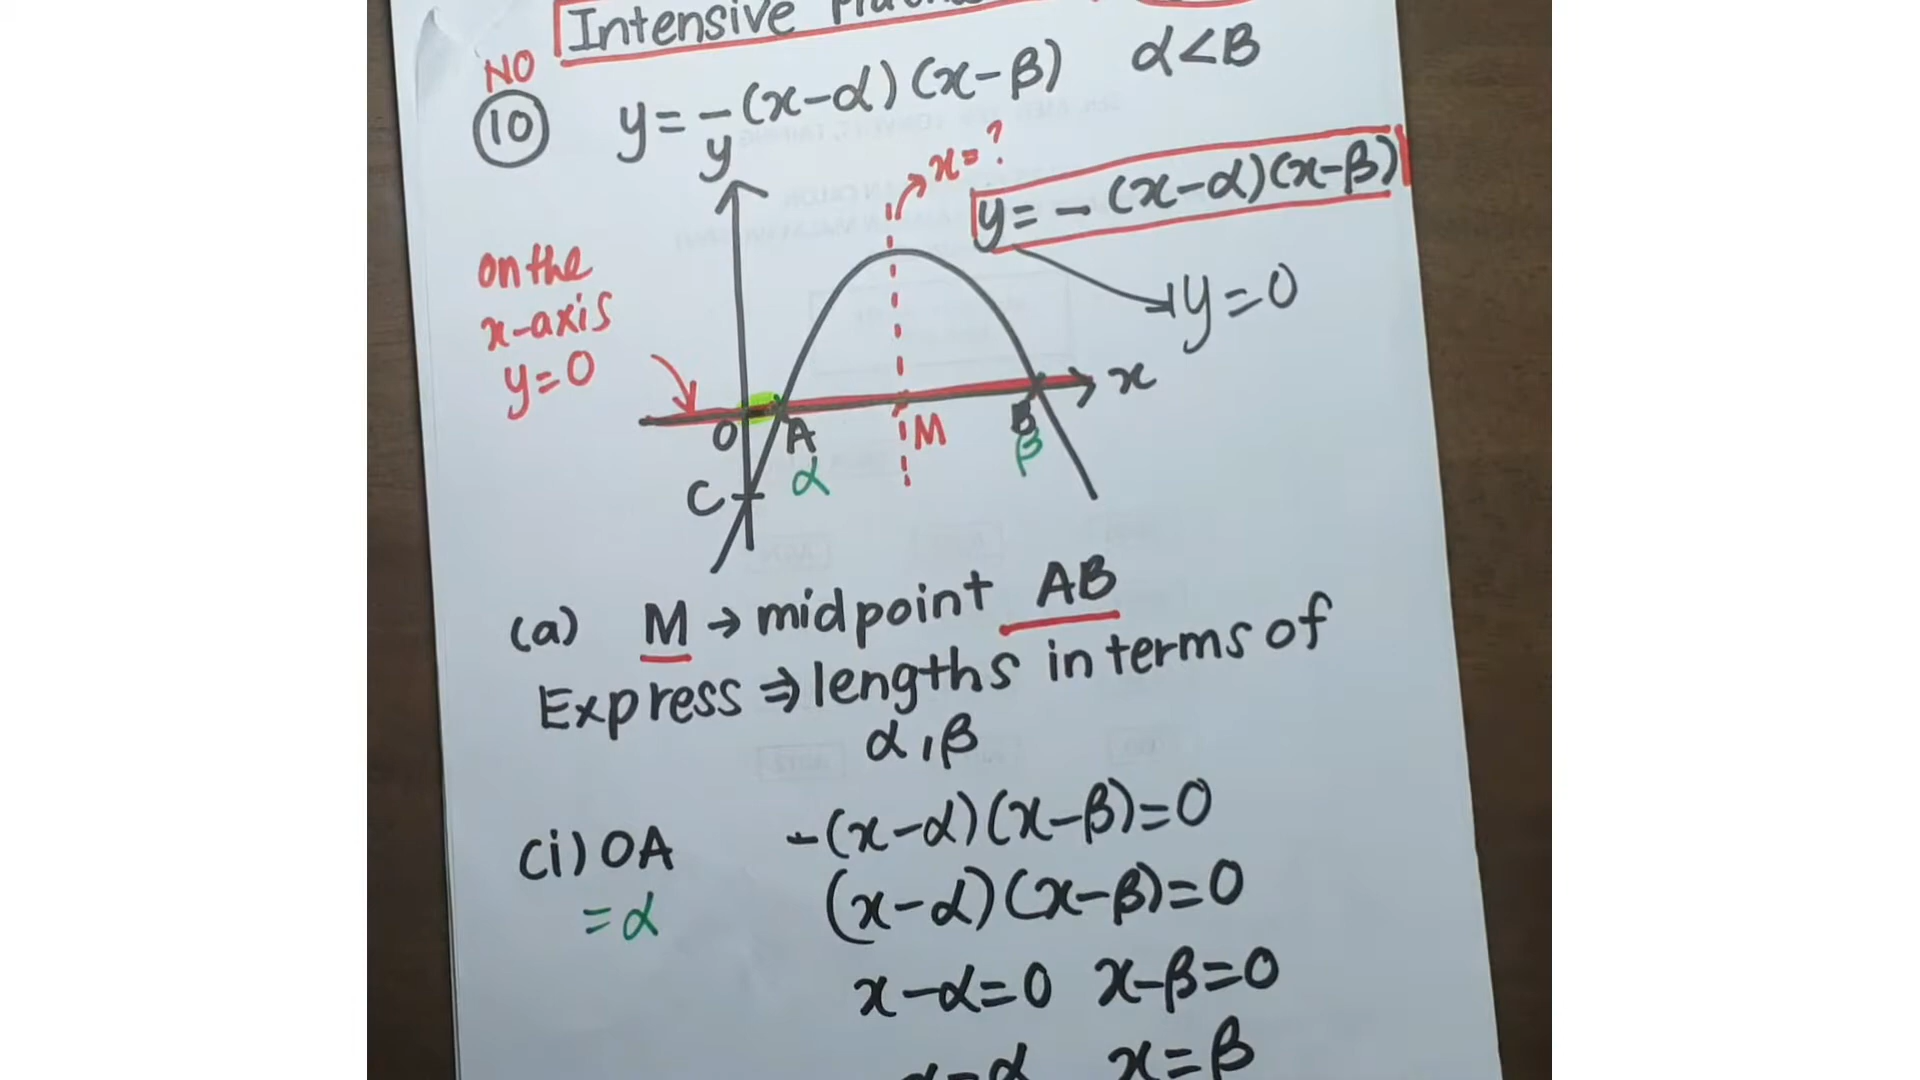 Intensive
NO
10 y = -(x-α)(x-β) α<B
y
x=?
y = -(x-α)(x-β)
y=0
on the
x-axis
y=0
x
O A M B
α β
C
(a) M → midpoint AB
Express ⇒ lengths in terms of
α, β
(i) OA -(x-α)(x-β)=0
=α (x-α)(x-β)=0
x-α=0 x-β=0
x=α x=β